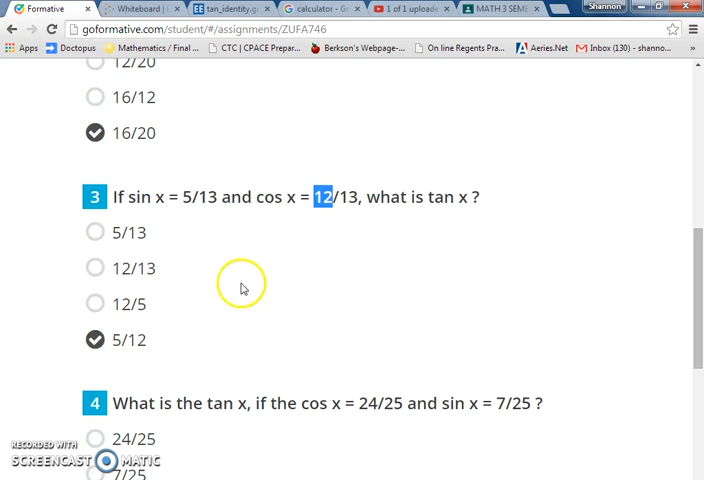 Formative
Whiteboard |
tan_identity.g
calculator - Go
1 of 1 uploade
MATH 3 SEME
Shannon
goformative.com/student/#/assignments/ZUFA746
Apps
Doctopus
Mathematics / Final ...
CTC | CPACE Prepar...
Berkson's Webpage-...
On line Regents Pra...
Aeries.Net
Inbox (130) - shanno...
12/20
16/12
16/20
3 If sin x = 5/13 and cos x = 12/13, what is tan x ?
5/13
12/13
12/5
5/12
4 What is the tan x, if the cos x = 24/25 and sin x = 7/25 ?
24/25
7/25
RECORDED WITH
SCREENCAST MATIC